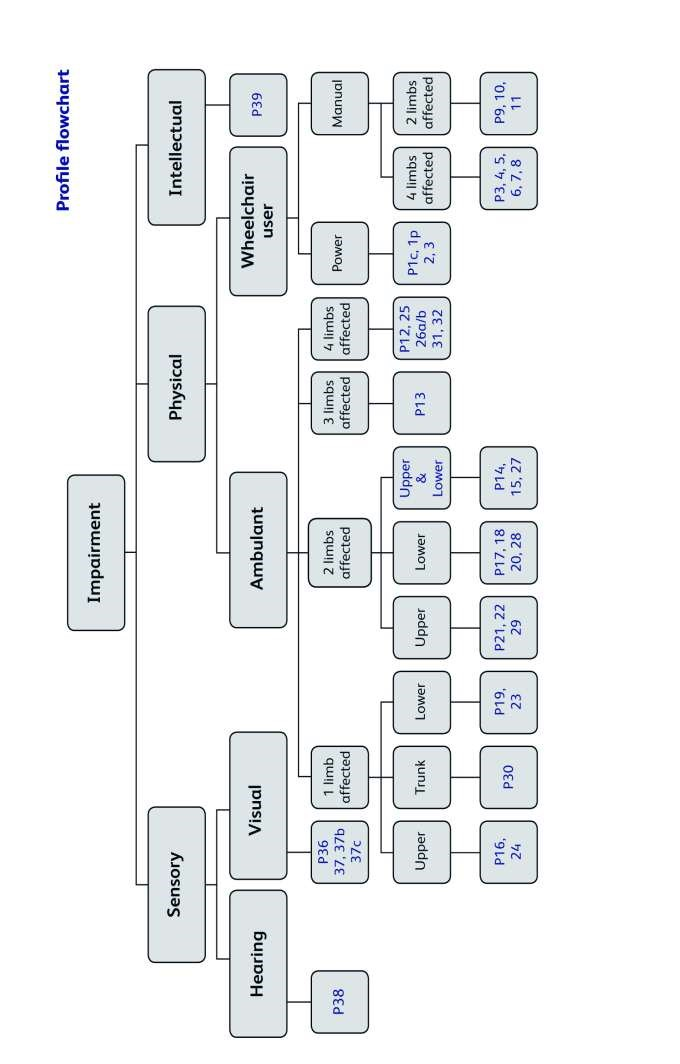 Profile flowchart
Impairment
Sensory
Physical
Intellectual
Hearing
Visual
Ambulant
Wheelchair
user
P39
P38
P36
37, 37b
37c
1 limb
affected
2 limbs
affected
3 limbs
affected
4 limbs
affected
Power
Manual
Upper
Trunk
Lower
Upper
Lower
Upper
&
Lower
P13
P12, 25
26a/b
31, 32
P1c, 1p
2, 3
4 limbs
affected
2 limbs
affected
P16,
24
P30
P19,
23
P21, 22
29
P17, 18
20, 28
P14,
15, 27
P3, 4, 5,
6, 7, 8
P9, 10,
11